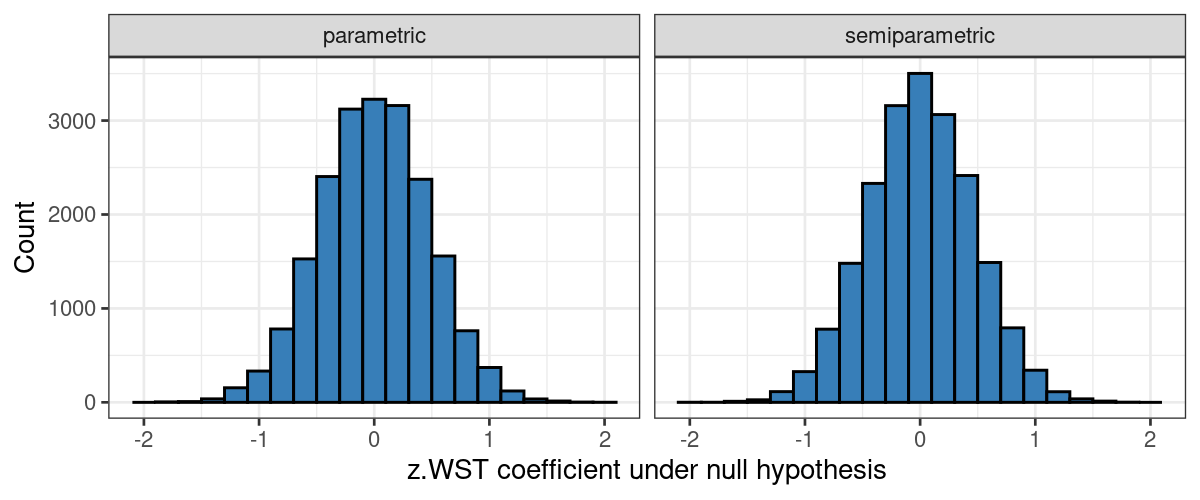 parametric
semiparametric
Count
3000
2000
1000
0
-2 -1 0 1 2
-2 -1 0 1 2
z.WST coefficient under null hypothesis